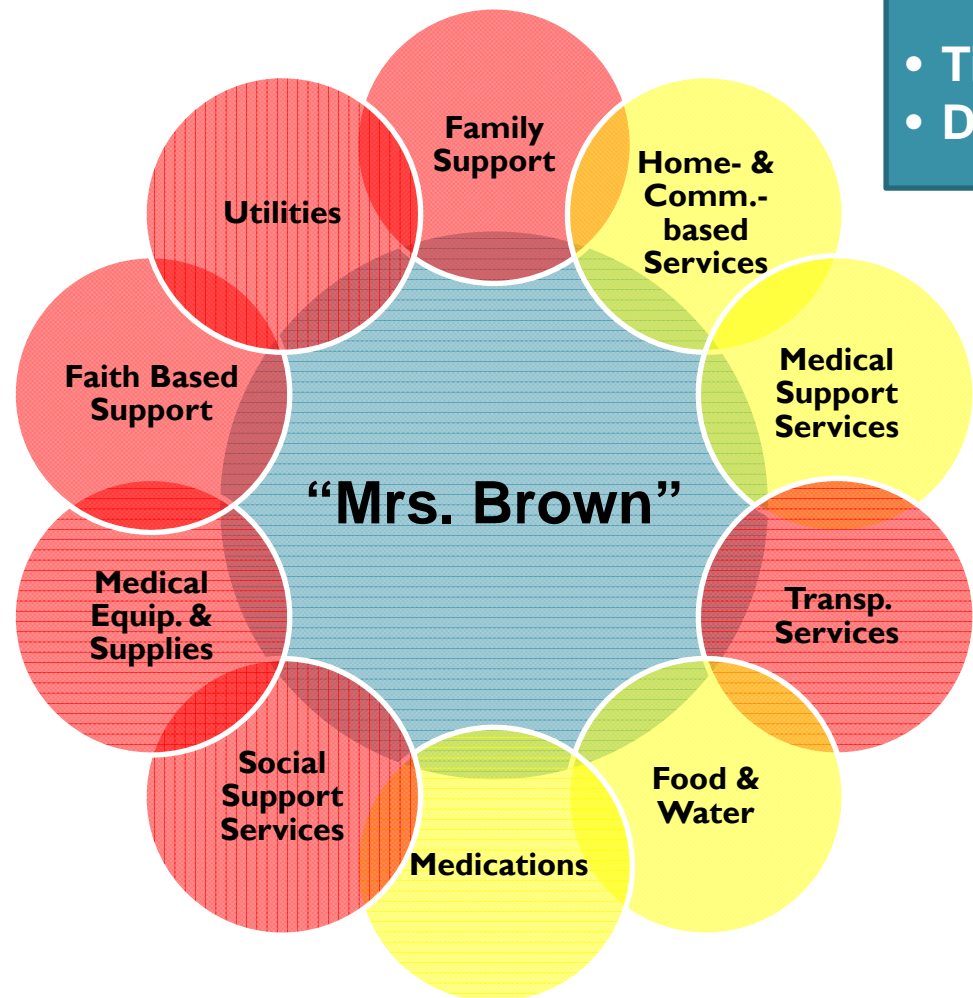 Family
Support
Home- &
Comm.-
based
Services
Medical
Support
Services
Transp.
Services
Food &
Water
Medications
Social
Support
Services
Medical
Equip. &
Supplies
Faith Based
Support
Utilities
“Mrs. Brown”